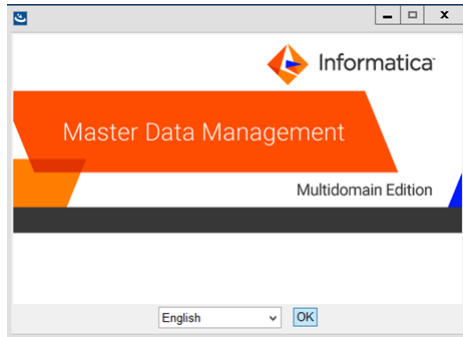 Informatica
Master Data Management
Multidomain Edition
English
OK